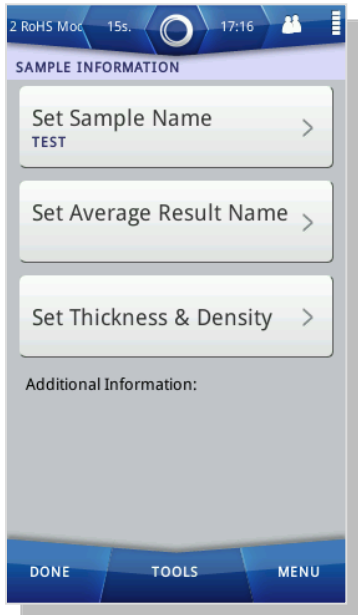 2 RoHS Moc 15s. 17:16
SAMPLE INFORMATION
Set Sample Name
TEST
Set Average Result Name
Set Thickness & Density
Additional Information:
DONE TOOLS MENU